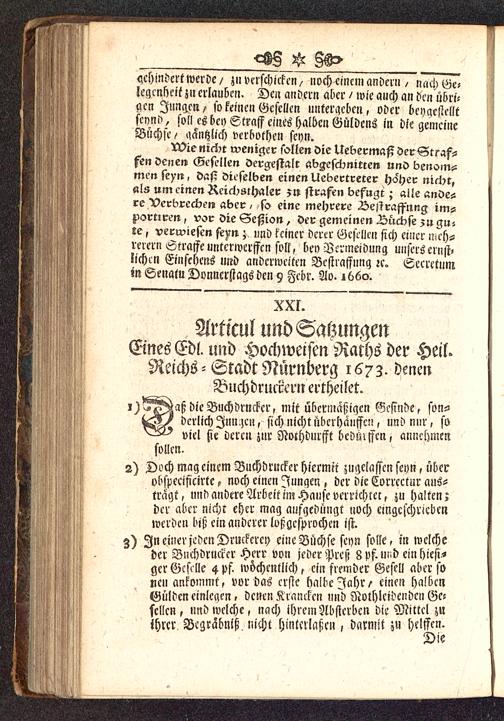 gehindert werde / zu verschicken / noch einem andern / nach Ge-
legenheit zu erlauben. Den andern aber / wie auch an den übri-
gen Jungen / so keinen Gesellen untergeben, oder beygestellt
seynd, soll es bey Straff eines halben Güldens in die gemeine
Büchse / gäntzlich verbothen seyn.
Wie nicht weniger sollen die Uebermaß der Straf-
fen denen Gesellen dergestalt abgeschnitten und benom-
men seyn, daß dieselben einen Uebertreter höher nicht,
als um einen Reichsthaler zu strafen befugt; alle ande-
re Verbrechen aber, so eine mehrere Bestraffung im-
portiren, vor die Seßion, der gemeinen Büchse zu gu-
te, verwiesen seyn; und keiner derer Gesellen sich einer meh-
rerern Straffe unterwerffen soll, bey Vermeidung unsers ernst-
lichen Einsehens und anderweiten Bestraffung ꝛc. Secretum
in Senatu Donnerstags den 9 Febr. Ao. 1660.
XXI.
Articul und Satzungen
Eines Edl. und Hochweisen Raths der Heil.
Reichs-Stadt Nürnberg 1673. denen
Buchdruckern ertheilet.
1) Daß die Buchdrucker, mit übermäßigen Gesinde, son-
derlich Jungen, sich nicht überhäuffen, und nur, so
viel sie deren zur Nothdurfft bedürffen, annehmen
sollen.
2) Doch mag einem Buchdrucker hiermit zugelassen seyn, über
obspecificirte, noch einen Jungen, der die Correctur aus-
trägt, und andere Arbeit im Hause verrichtet, zu halten;
der aber nicht eher mag aufgedüngt noch eingeschrieben
werden biß ein anderer loßgesprochen ist.
3) In einer jeden Druckerey eine Büchse seyn solle, in welche
der Buchdrucker Herr von jeder Preß 8 pf. und ein hiesi-
ger Geselle 4 pf. wöchentlich, ein fremder Gesell aber so
neu ankommt, vor das erste halbe Jahr / einen halben
Gülden einlegen, denen Krancken und Nothleidenden Ge-
sellen, und welche, nach ihrem Absterben die Mittel zu
ihrer Begräbniß nicht hinterlaßen, darmit zu helffen.
Die